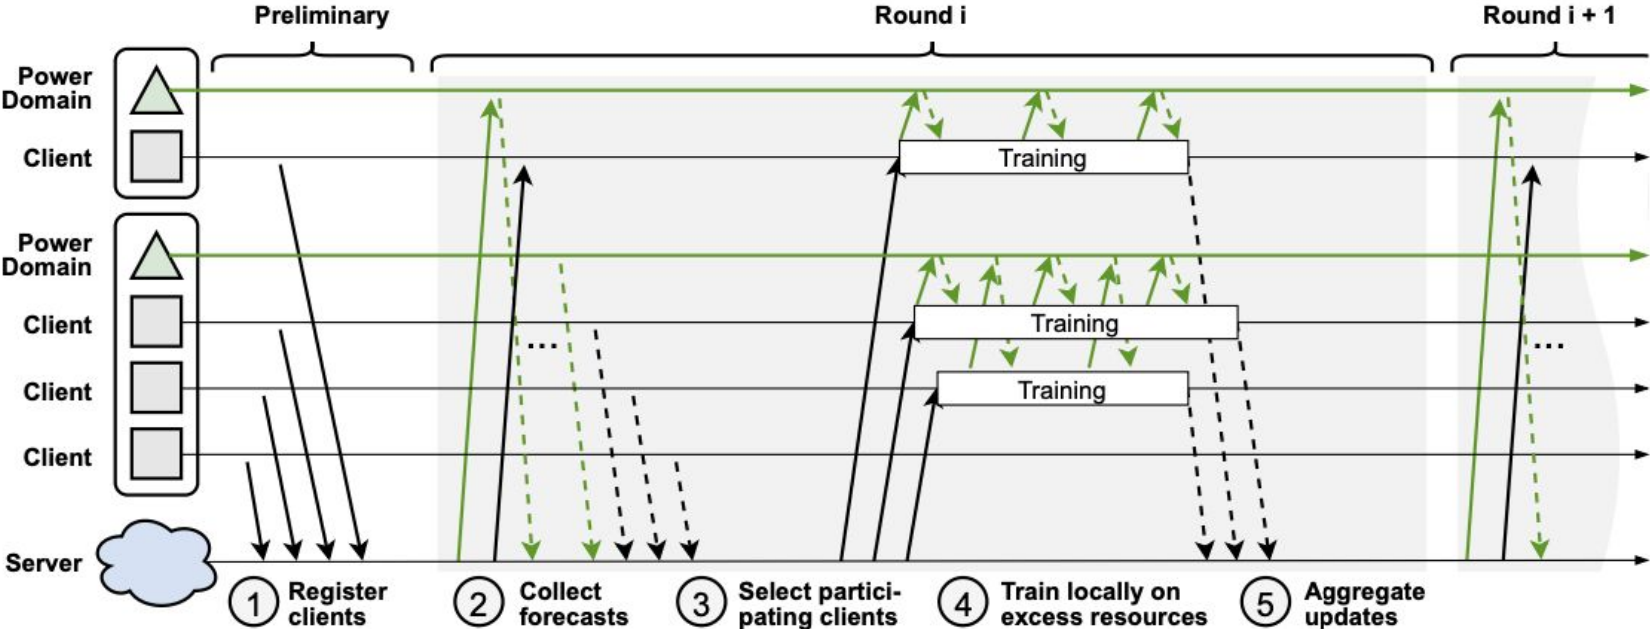 Preliminary
Round i
Round i + 1
Power
Domain
Client
Training
Power
Domain
Client
Training
...
...
Client
Training
Client
Server
1 Register
clients
2 Collect
forecasts
3 Select partici-
pating clients
4 Train locally on
excess resources
5 Aggregate
updates